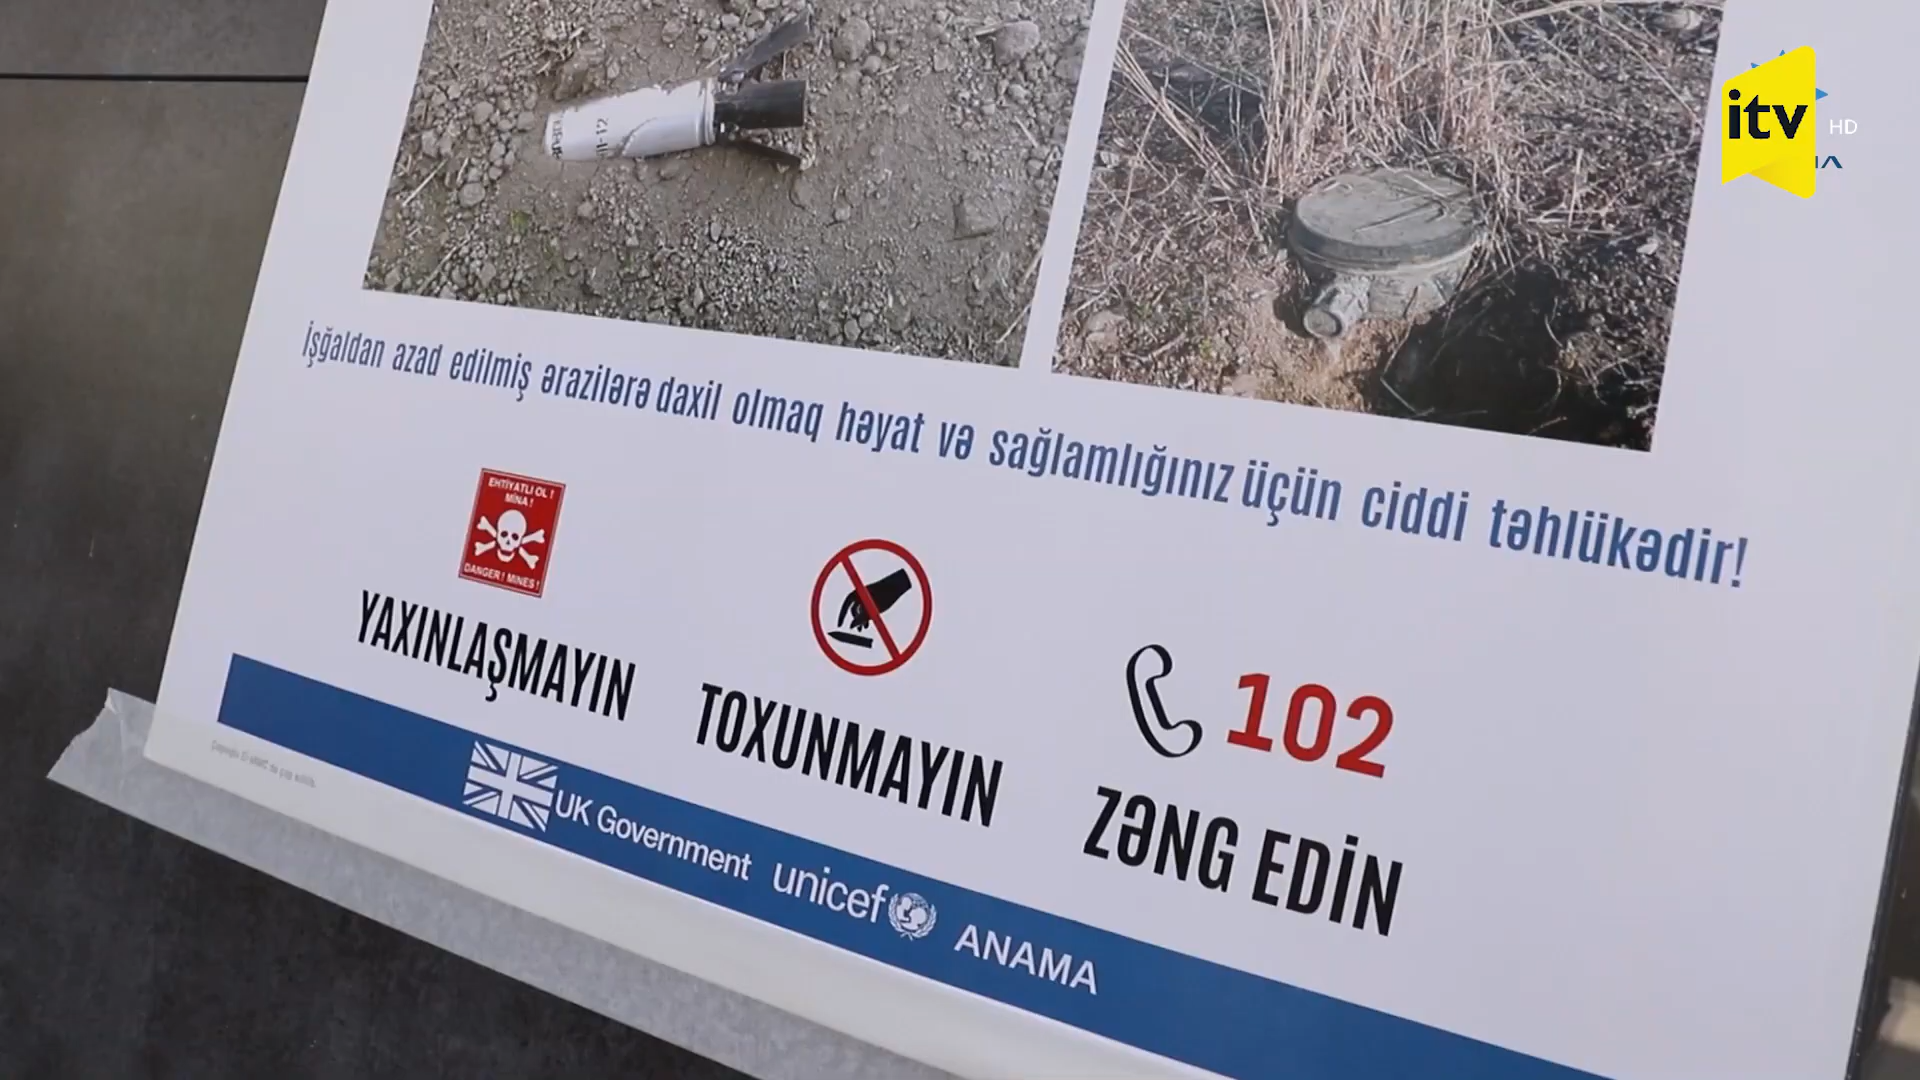 itv
HD
İşğaldan azad edilmiş ərazilərə daxil olmaq həyat və sağlamlığınız üçün ciddi təhlükədir!
EHTİYATLI OL !
MİNA !
DANGER ! MINES !
YAXINLAŞMAYIN
TOXUNMAYIN
102
ZƏNG EDİN
UK Government
unicef
ANAMA